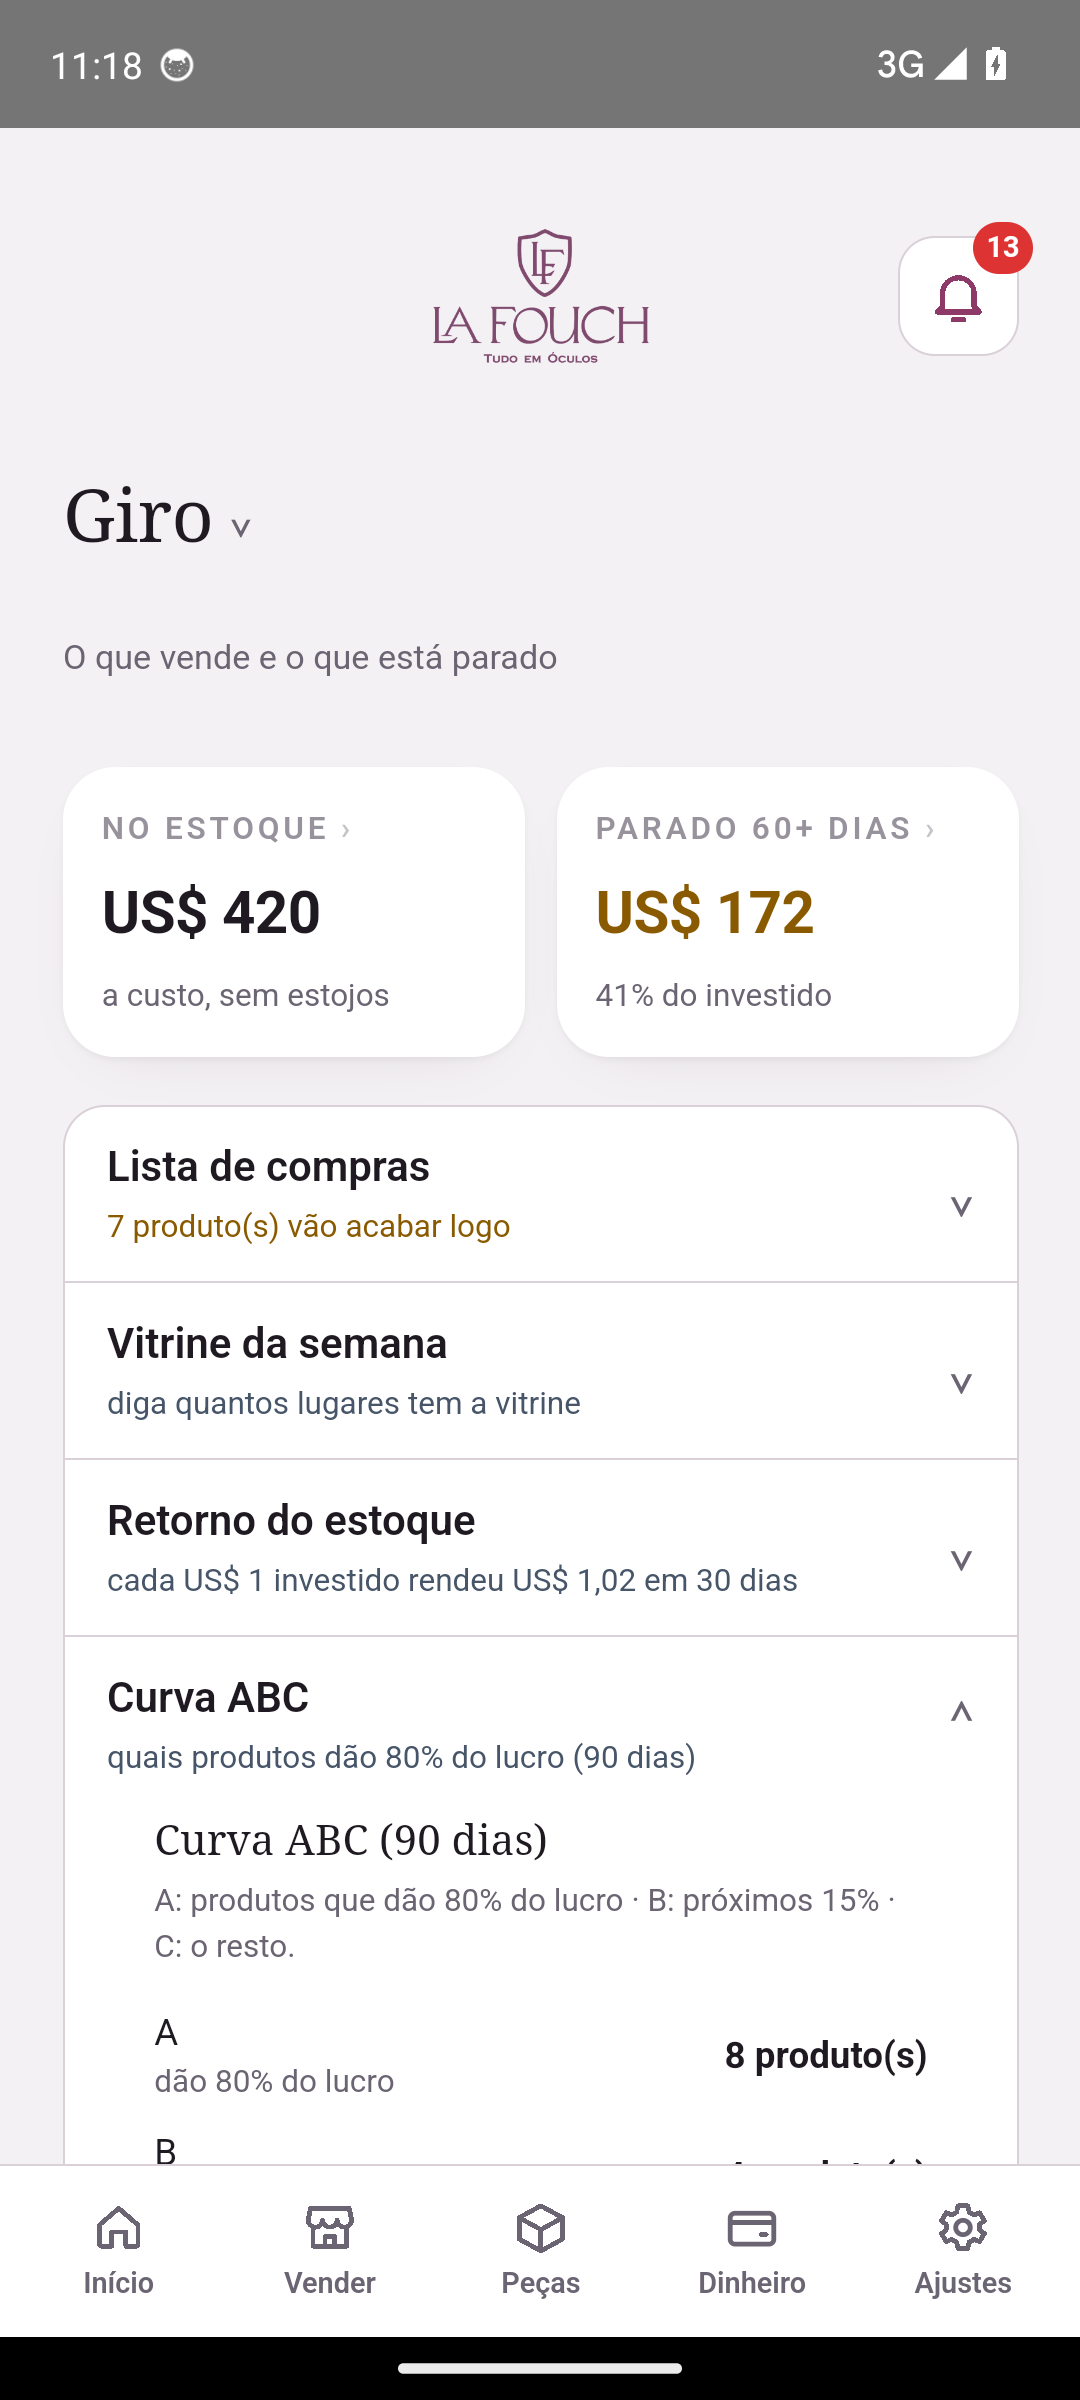 11:18
3G
LF
LA FOUCH
TUDO EM ÓCULOS
13
Giro
O que vende e o que está parado
NO ESTOQUE ›
US$ 420
a custo, sem estojos
PARADO 60+ DIAS ›
US$ 172
41% do investido
Lista de compras
7 produto(s) vão acabar logo
Vitrine da semana
diga quantos lugares tem a vitrine
Retorno do estoque
cada US$ 1 investido rendeu US$ 1,02 em 30 dias
Curva ABC
quais produtos dão 80% do lucro (90 dias)
Curva ABC (90 dias)
A: produtos que dão 80% do lucro · B: próximos 15% ·
C: o resto.
A
8 produto(s)
dão 80% do lucro
B
Início
Vender
Peças
Dinheiro
Ajustes